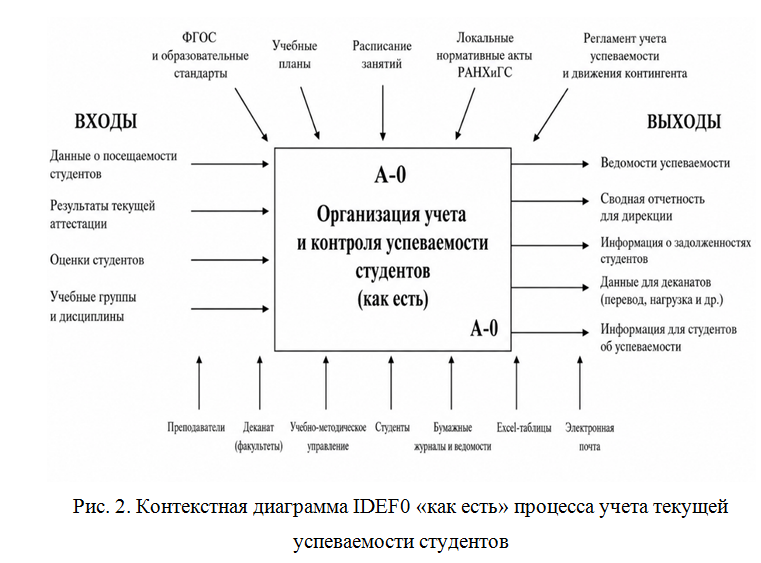 ФГОС
и образовательные
стандарты
Учебные
планы
Расписание
занятий
Локальные
нормативные акты
РАНХиГС
Регламент учета
успеваемости
и движения контингента
ВХОДЫ
ВЫХОДЫ
Данные о посещаемости
студентов
Результаты текущей
аттестации
Оценки студентов
Учебные группы
и дисциплины
А-0
Организация учета
и контроля успеваемости
студентов
(как есть)
А-0
Ведомости успеваемости
Сводная отчетность
для дирекции
Информация о задолженностях
студентов
Данные для деканатов
(перевод, нагрузка и др.)
Информация для студентов
об успеваемости
Преподаватели
Деканат
(факультеты)
Учебно-методическое
управление
Студенты
Бумажные
журналы и ведомости
Excel-таблицы
Электронная
почта
Рис. 2. Контекстная диаграмма IDEF0 «как есть» процесса учета текущей
успеваемости студентов